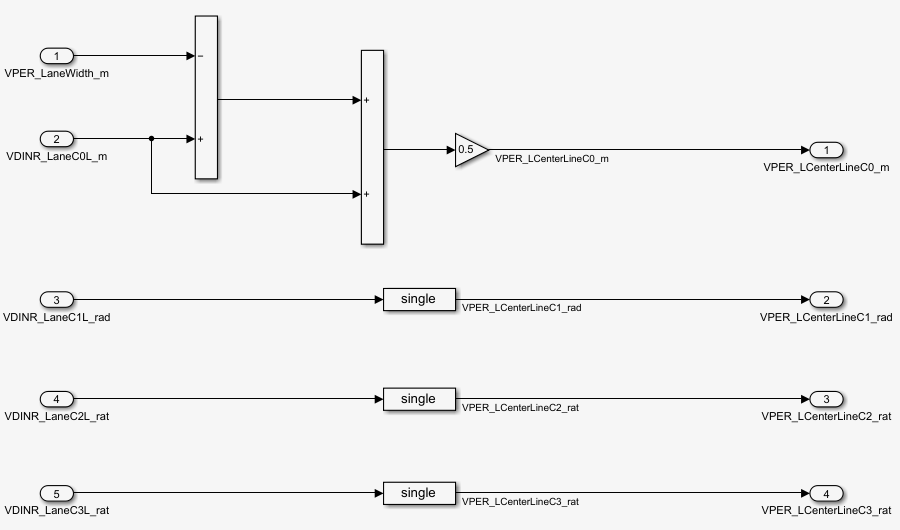 1
VPER_LaneWidth_m
−
2
VDINR_LaneC0L_m
+
+
+
0.5
VPER_LCenterLineC0_m
1
VPER_LCenterLineC0_m
3
VDINR_LaneC1L_rad
single
VPER_LCenterLineC1_rad
2
VPER_LCenterLineC1_rad
4
VDINR_LaneC2L_rat
single
VPER_LCenterLineC2_rat
3
VPER_LCenterLineC2_rat
5
VDINR_LaneC3L_rat
single
VPER_LCenterLineC3_rat
4
VPER_LCenterLineC3_rat